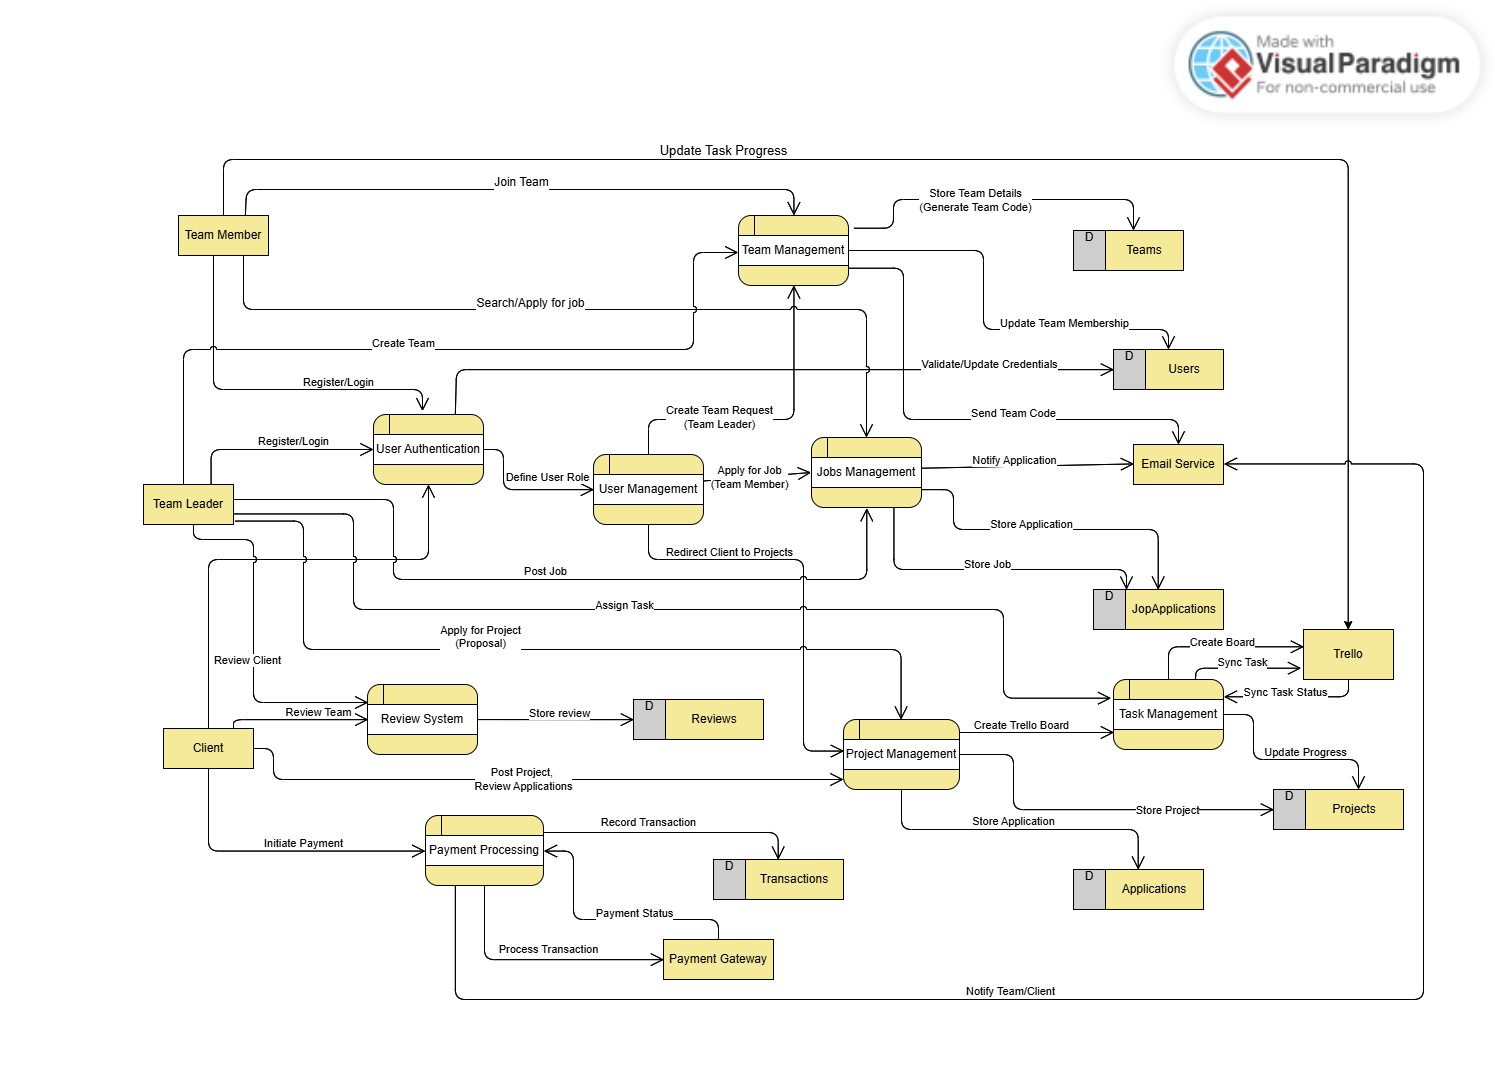 Made with
Visual Paradigm
For non-commercial use
Update Task Progress
Join Team
Store Team Details
(Generate Team Code)
Team Member
Team Management
D
Teams
Search/Apply for job
Update Team Membership
Create Team
Validate/Update Credentials
D
Users
Register/Login
Create Team Request
(Team Leader)
Send Team Code
Register/Login
User Authentication
Define User Role
User Management
Apply for Job
(Team Member)
Jobs Management
Notify Application
Email Service
Team Leader
Store Application
Redirect Client to Projects
Post Job
Store Job
D
JopApplications
Assign Task
Apply for Project
(Proposal)
Create Board
Trello
Review Client
Sync Task
Sync Task Status
Review Team
Review System
Store review
D
Reviews
Task Management
Create Trello Board
Client
Project Management
Update Progress
Post Project,
Review Applications
D
Projects
Store Project
Record Transaction
Store Application
Initiate Payment
Payment Processing
D
Transactions
D
Applications
Payment Status
Process Transaction
Payment Gateway
Notify Team/Client